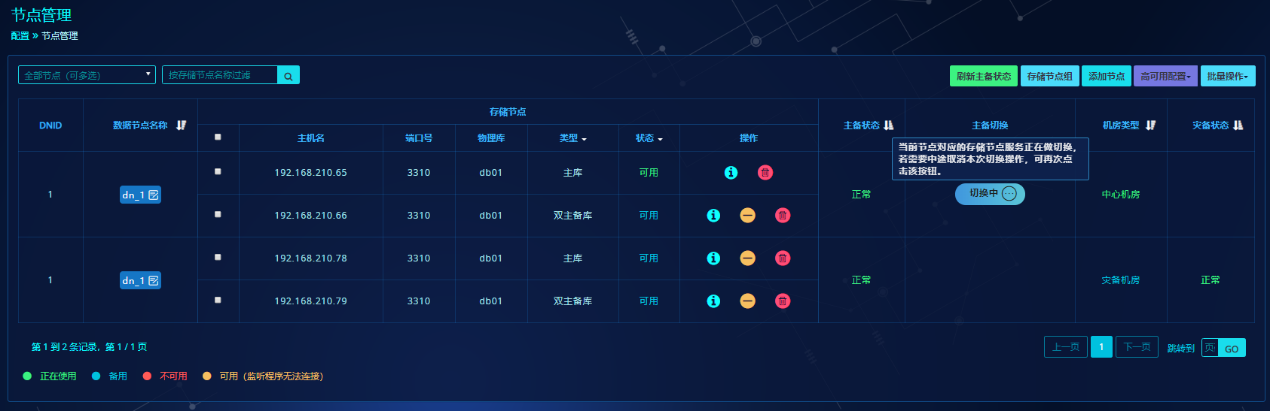 节点管理
配置 » 节点管理
全部节点（可多选） 按存储节点名称过滤 刷新主备状态 存储节点组 添加节点 高可用配置 批量操作
DNID 数据节点名称 存储节点 主备状态 主备切换 机房类型 灾备状态
主机名 端口号 物理库 类型 状态 操作
当前节点对应的存储节点服务正在做切换，
若需要中途取消本次切换操作，可再次点
击该按钮。
1 dn_1 192.168.210.65 3310 db01 主库 可用 正常 切换中 中心机房
192.168.210.66 3310 db01 双主备库 可用
1 dn_1 192.168.210.78 3310 db01 主库 可用 正常 灾备机房 正常
192.168.210.79 3310 db01 双主备库 可用
第 1 到 2 条记录，第 1 / 1 页 上一页 1 下一页 跳转到 GO
正在使用 备用 不可用 可用（监听程序无法连接）